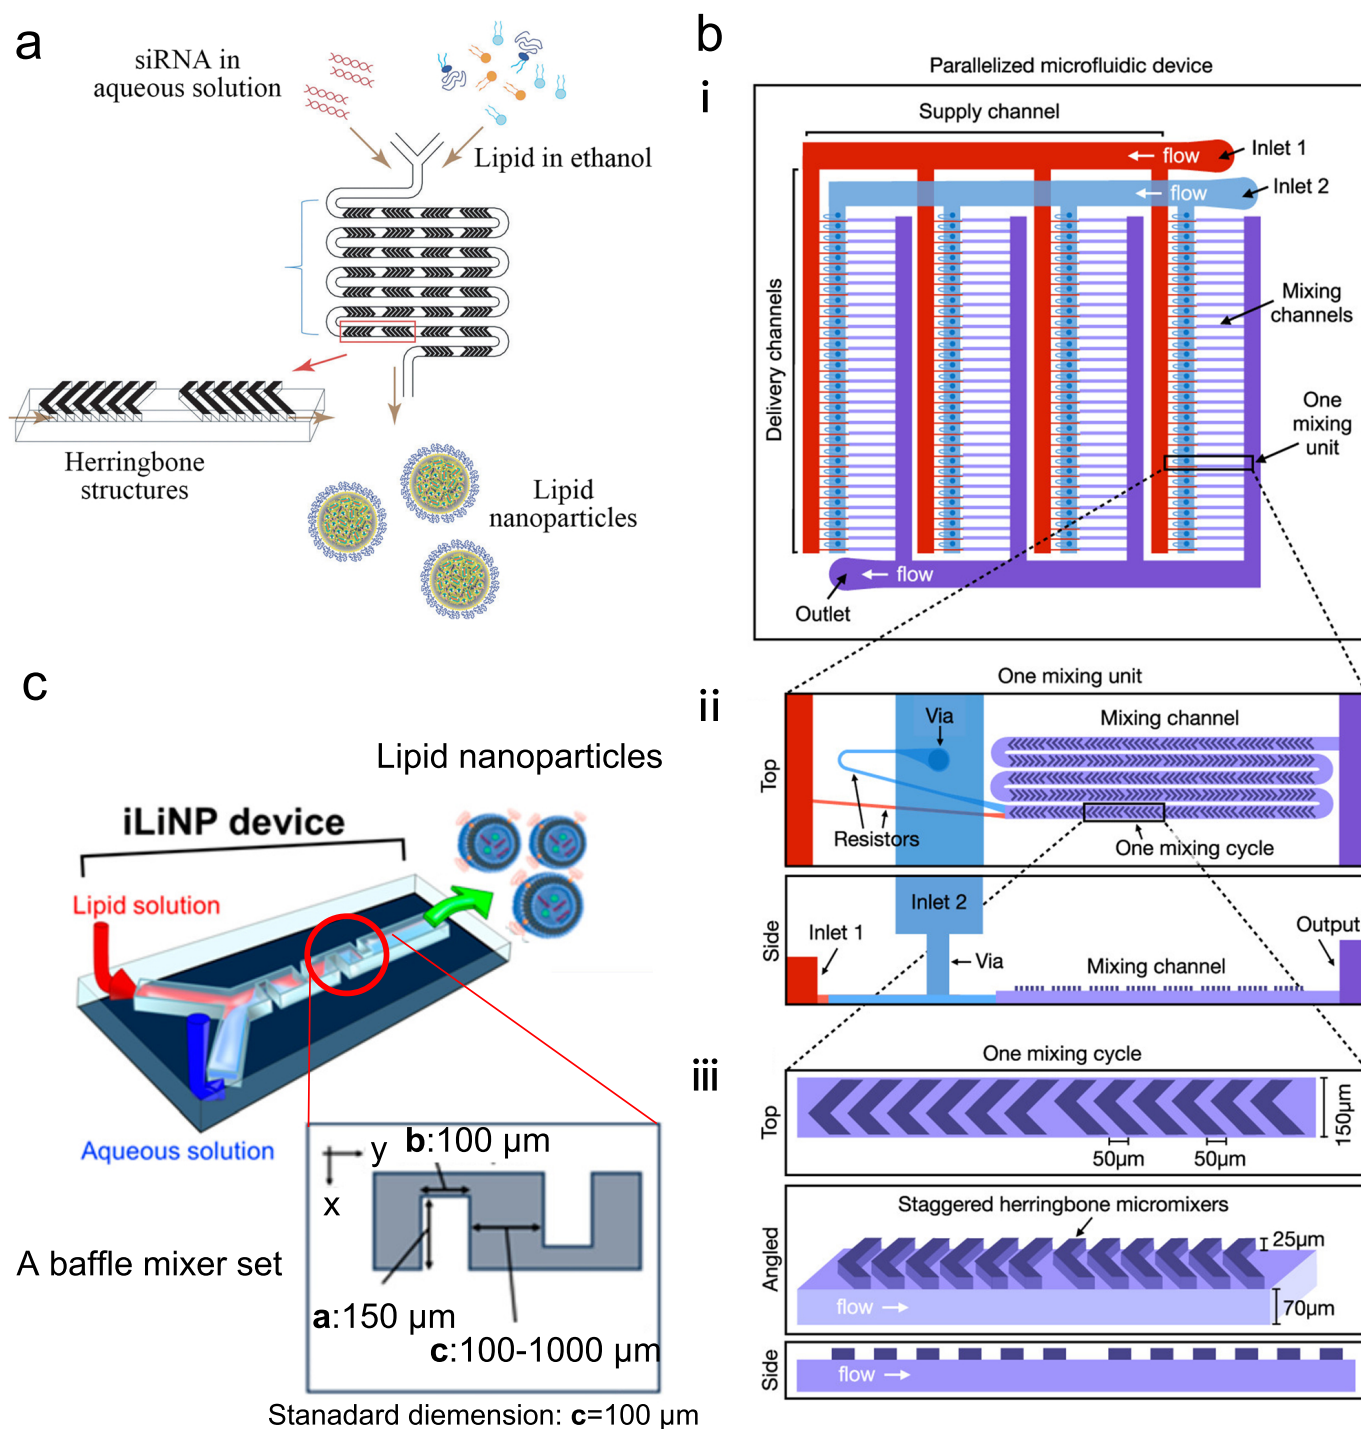 a
siRNA in
aqueous solution
Lipid in ethanol
Herringbone
structures
Lipid
nanoparticles
b
i
Parallelized microfluidic device
Supply channel
flow
Inlet 1
flow
Inlet 2
Delivery channels
Mixing
channels
One
mixing
unit
flow
Outlet
ii
One mixing unit
Top
Via
Mixing channel
Resistors
One mixing cycle
Side
Inlet 2
Inlet 1
Via
Mixing channel
Output
iii
One mixing cycle
Top
50µm
50µm
150µm
Angled
Staggered herringbone micromixers
25µm
flow
70µm
Side
flow
c
Lipid nanoparticles
iLiNP device
Lipid solution
Aqueous solution
A baffle mixer set
y
x
b:100 µm
a:150 µm
c:100-1000 µm
Stanadard diemension: c=100 µm